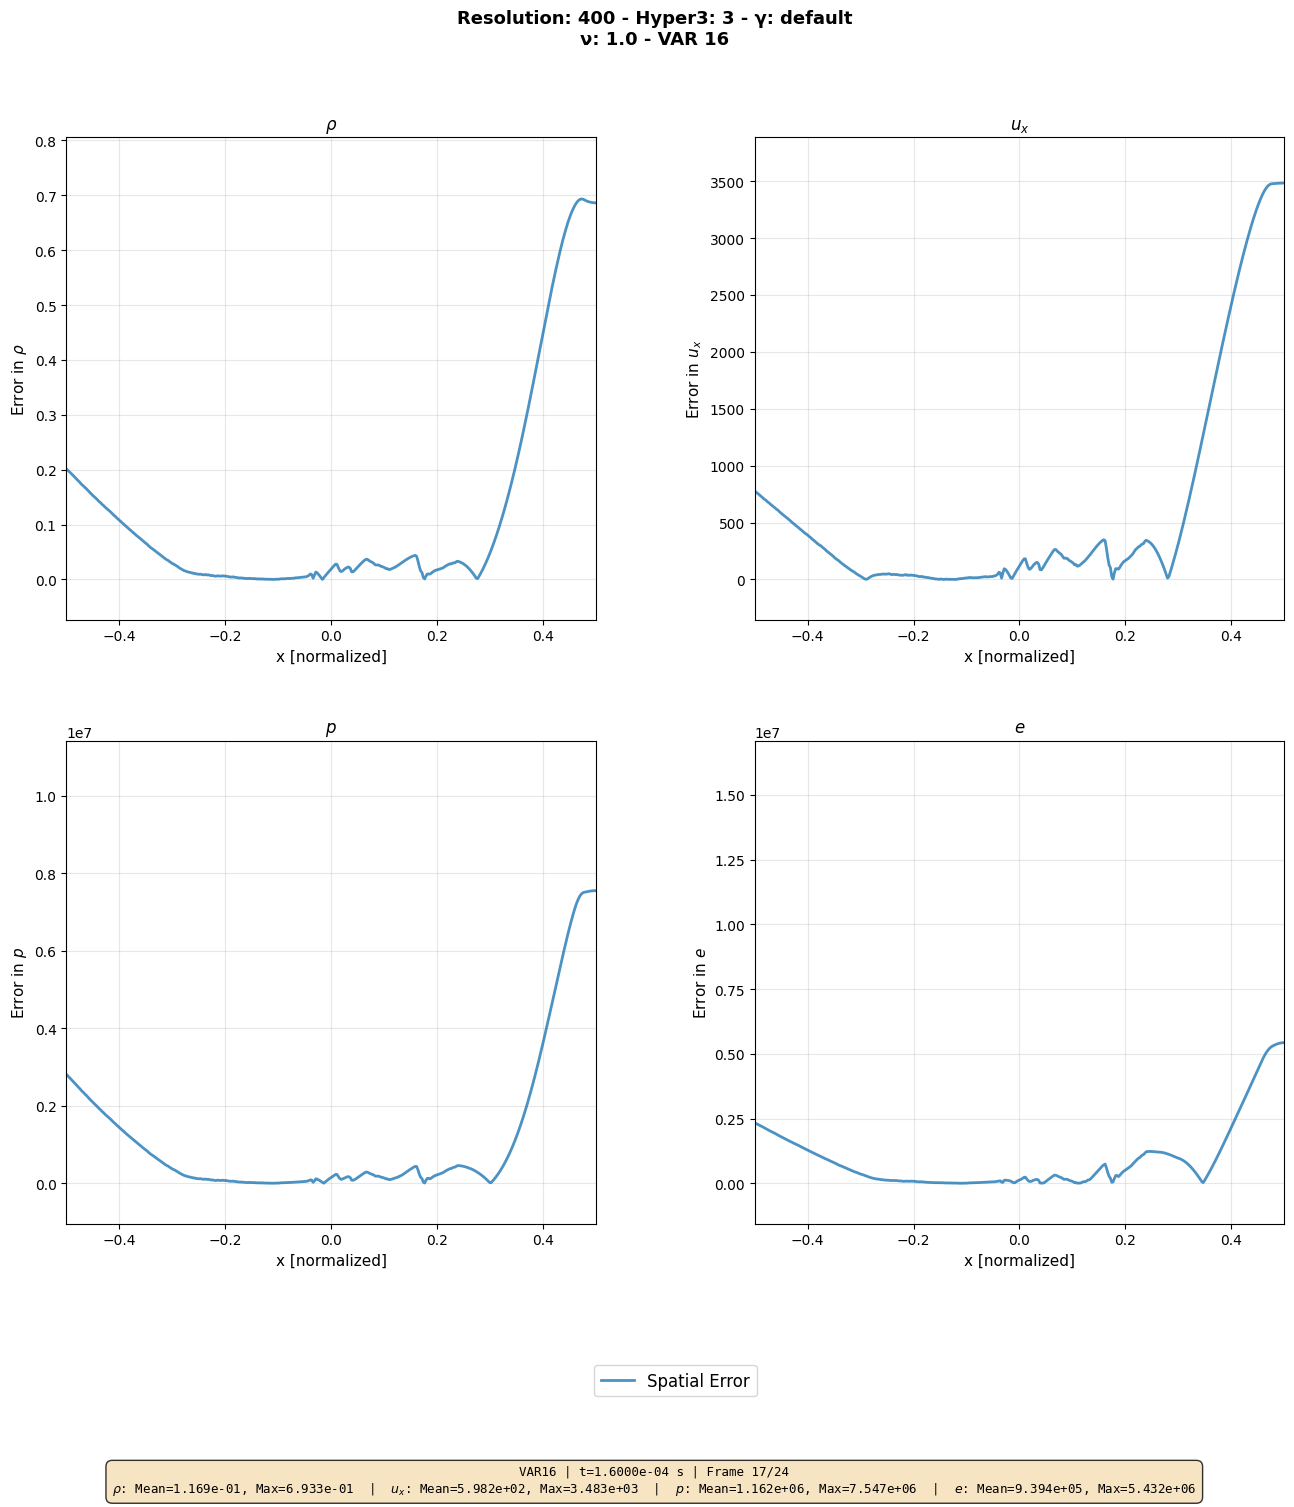 Resolution: 400 - Hyper3: 3 - γ: default
ν: 1.0 - VAR 16
ρ
0.8
0.7
0.6
0.5
0.4
0.3
0.2
0.1
0.0
Error in ρ
−0.4 −0.2 0.0 0.2 0.4
x [normalized]
u_x
3500
3000
2500
2000
1500
1000
500
0
Error in u_x
−0.4 −0.2 0.0 0.2 0.4
x [normalized]
p
1e7
1.0
0.8
0.6
0.4
0.2
0.0
Error in p
−0.4 −0.2 0.0 0.2 0.4
x [normalized]
e
1e7
1.50
1.25
1.00
0.75
0.50
0.25
0.00
Error in e
−0.4 −0.2 0.0 0.2 0.4
x [normalized]
Spatial Error
VAR16 | t=1.6000e-04 s | Frame 17/24
ρ: Mean=1.169e-01, Max=6.933e-01 | u_x: Mean=5.982e+02, Max=3.483e+03 | p: Mean=1.162e+06, Max=7.547e+06 | e: Mean=9.394e+05, Max=5.432e+06